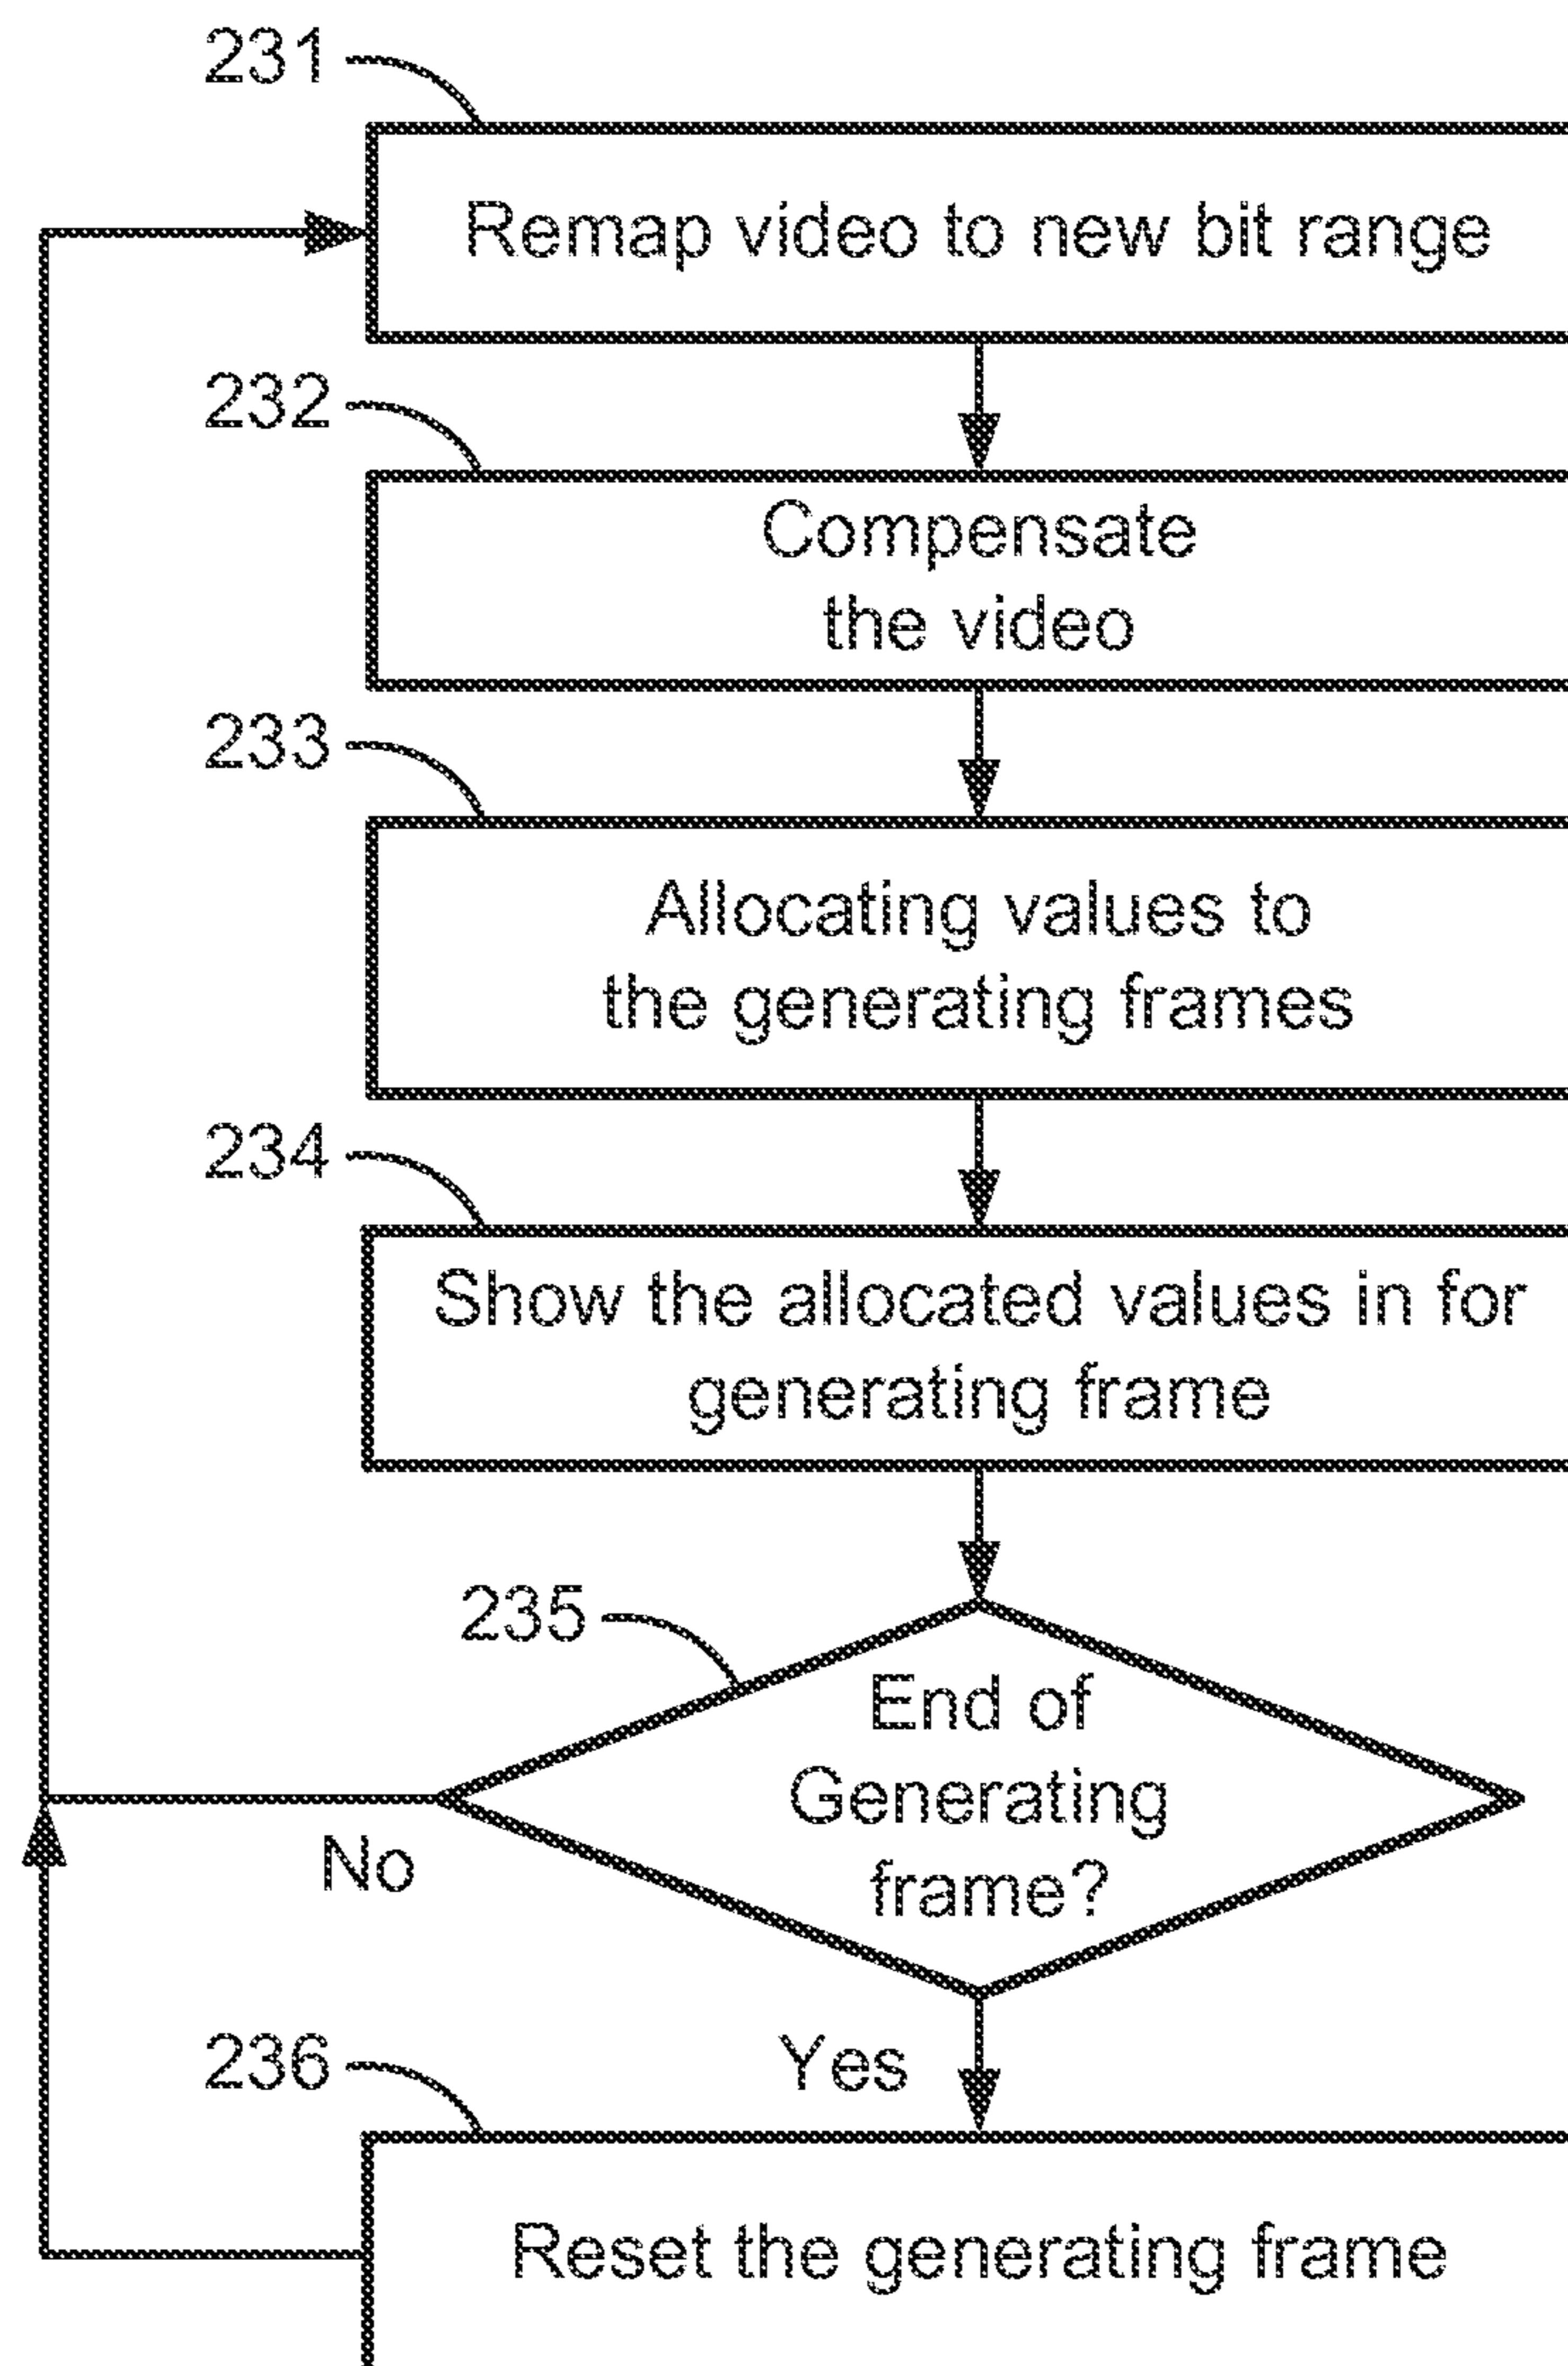 231
Remap video to new bit range
232
Compensate
the video
233
Allocating values to
the generating frames
234
Show the allocated values in for
generating frame
235
End of
Generating
frame?
No
Yes
236
Reset the generating frame